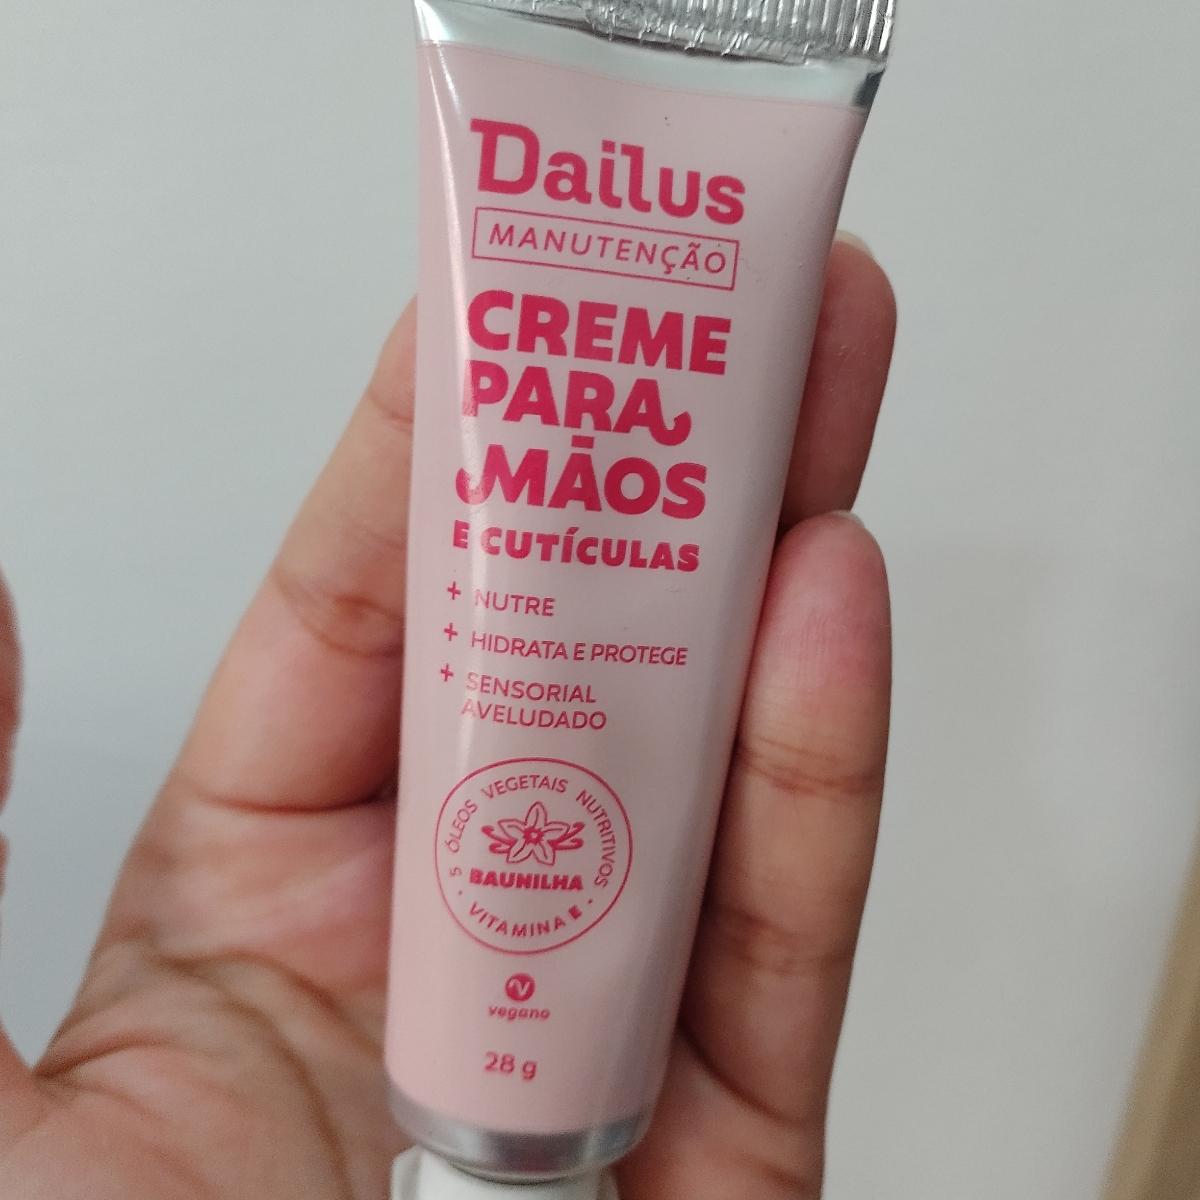 Dailus
MANUTENÇÃO
CREME
PARA
MÃOS
E CUTÍCULAS
+ NUTRE
+ HIDRATA E PROTEGE
+ SENSORIAL
AVELUDADO
5 ÓLEOS VEGETAIS NUTRITIVOS
BAUNILHA
· VITAMINA E ·
vegano
28 g